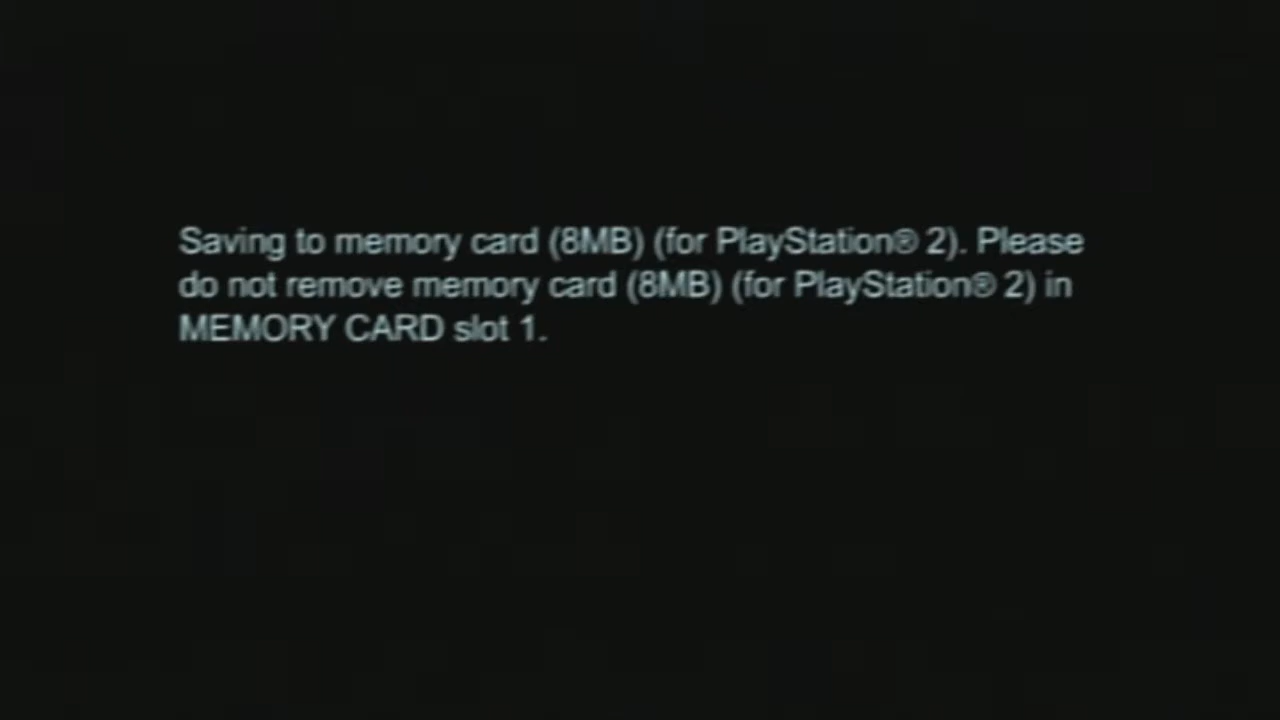 Saving to memory card (8MB) (for PlayStation® 2). Please
do not remove memory card (8MB) (for PlayStation® 2) in
MEMORY CARD slot 1.